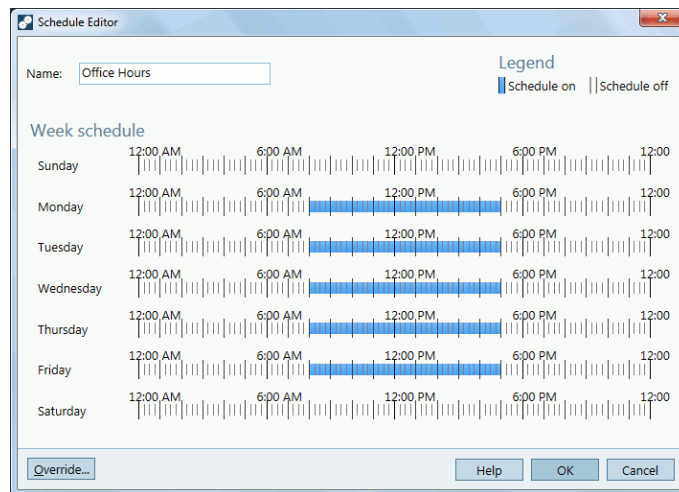 Schedule Editor
Name: Office Hours
Legend
Schedule on Schedule off
Week schedule
12:00 AM 6:00 AM 12:00 PM 6:00 PM 12:00
Sunday
12:00 AM 6:00 AM 12:00 PM 6:00 PM 12:00
Monday
12:00 AM 6:00 AM 12:00 PM 6:00 PM 12:00
Tuesday
12:00 AM 6:00 AM 12:00 PM 6:00 PM 12:00
Wednesday
12:00 AM 6:00 AM 12:00 PM 6:00 PM 12:00
Thursday
12:00 AM 6:00 AM 12:00 PM 6:00 PM 12:00
Friday
12:00 AM 6:00 AM 12:00 PM 6:00 PM 12:00
Saturday
Override... Help OK Cancel